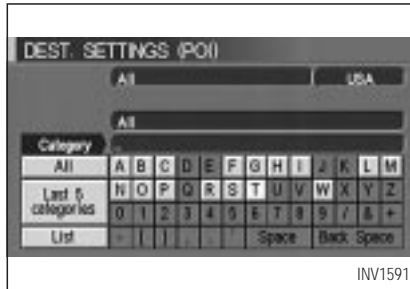 DEST. SETTINGS (POI)
All USA
All
Category
All A B C D E F G H I J K L M
Last 5 categories N O P Q R S T U V W X Y Z
0 1 2 3 4 5 6 7 8 9 / & +
List - ( ) . , ' Space Back Space
INV1591